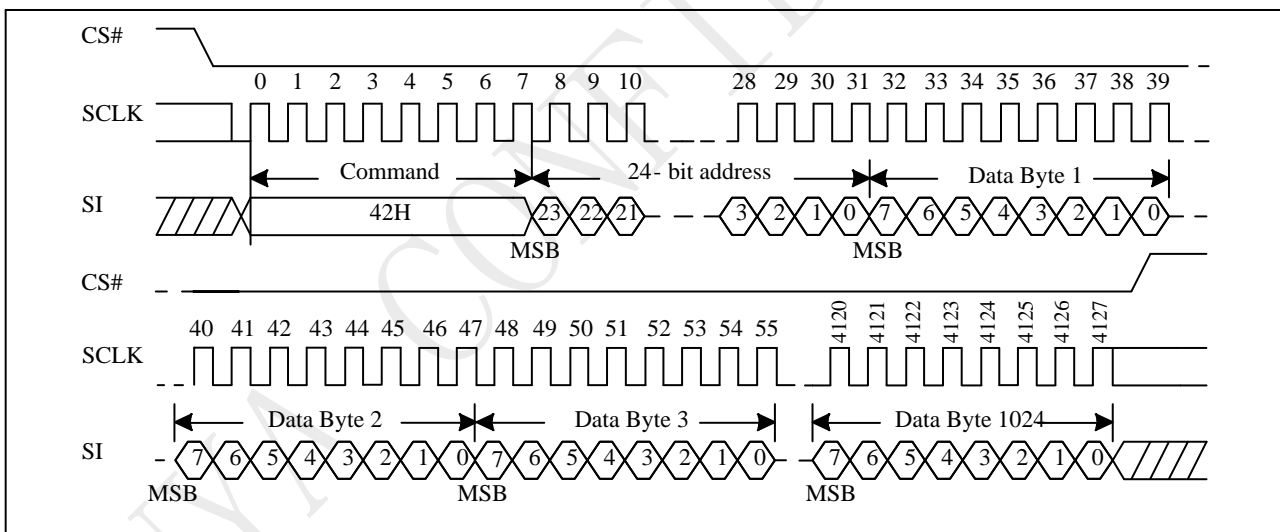 CS#
0 1 2 3 4 5 6 7 8 9 10 28 29 30 31 32 33 34 35 36 37 38 39
SCLK
Command 24- bit address Data Byte 1
SI 42H 23 22 21 3 2 1 0 7 6 5 4 3 2 1 0
MSB MSB
CS#
40 41 42 43 44 45 46 47 48 49 50 51 52 53 54 55 4120 4121 4122 4123 4124 4125 4126 4127
SCLK
Data Byte 2 Data Byte 3 Data Byte 1024
SI 7 6 5 4 3 2 1 0 7 6 5 4 3 2 1 0 7 6 5 4 3 2 1 0
MSB MSB MSB